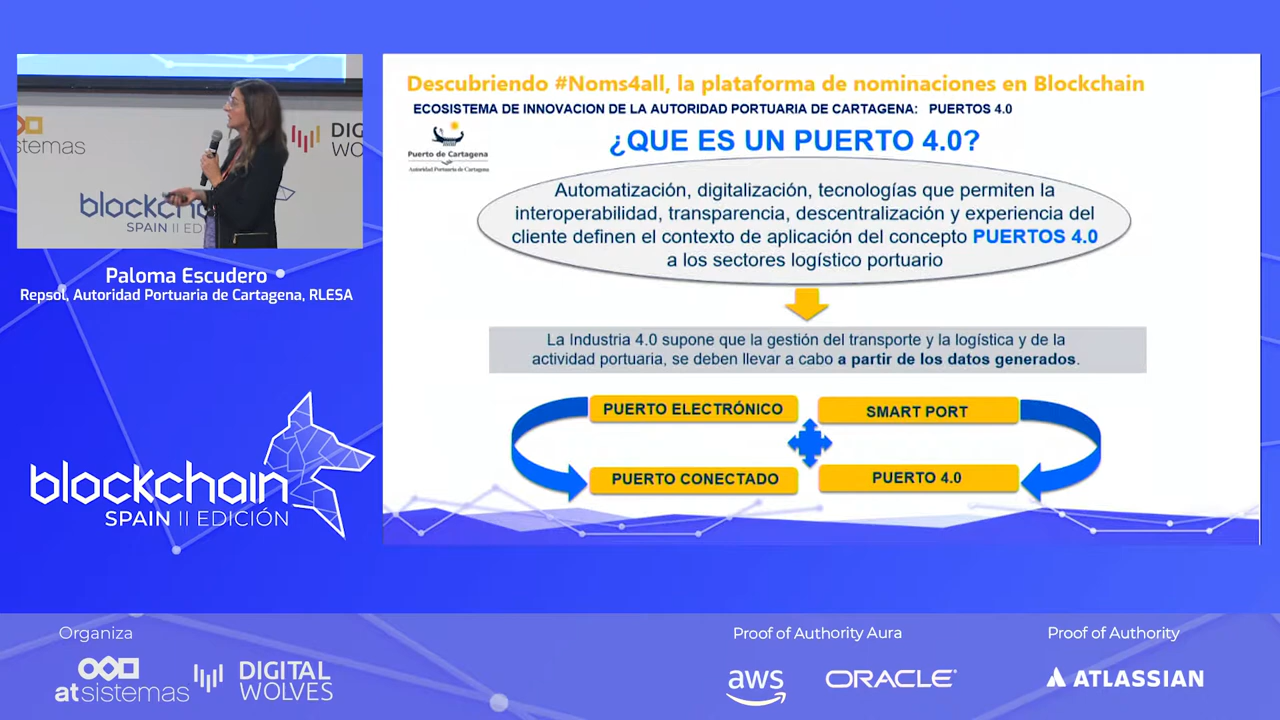 stemas
DIG
WO
blockcha
SPAIN II ED
Paloma Escudero
Repsol, Autoridad Portuaria de Cartagena, RLESA
blockchain
SPAIN II EDICIÓN
Descubriendo #Noms4all, la plataforma de nominaciones en Blockchain
ECOSISTEMA DE INNOVACION DE LA AUTORIDAD PORTUARIA DE CARTAGENA: PUERTOS 4.0
Puerto de Cartagena
Autoridad Portuaria de Cartagena
¿QUE ES UN PUERTO 4.0?
Automatización, digitalización, tecnologías que permiten la
interoperabilidad, transparencia, descentralización y experiencia del
cliente definen el contexto de aplicación del concepto PUERTOS 4.0
a los sectores logístico portuario
La Industria 4.0 supone que la gestión del transporte y la logística y de la
actividad portuaria, se deben llevar a cabo a partir de los datos generados.
PUERTO ELECTRÓNICO
SMART PORT
PUERTO CONECTADO
PUERTO 4.0
Organiza
atsistemas
DIGITAL
WOLVES
Proof of Authority Aura
aws
ORACLE
Proof of Authority
ATLASSIAN